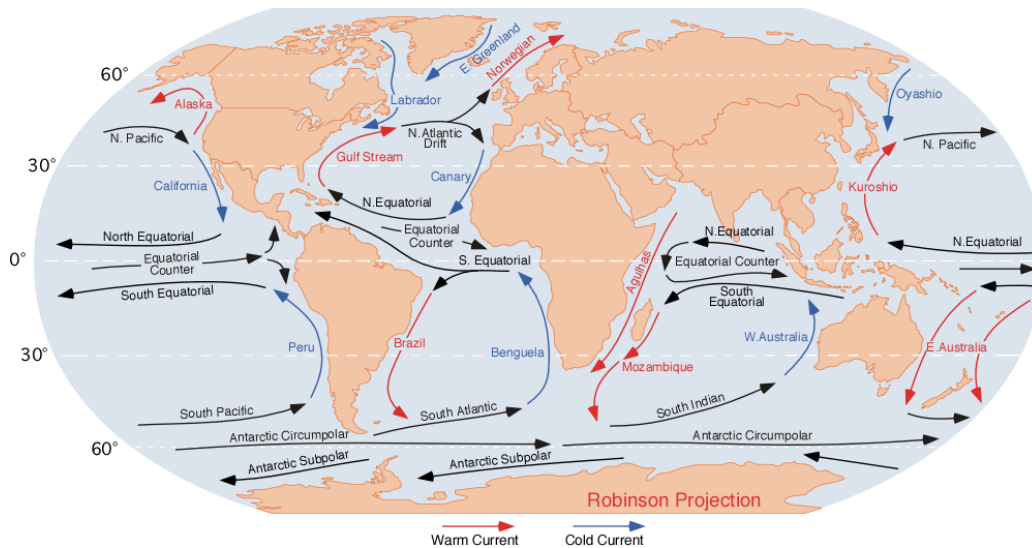 E. Greenland
Norwegian
60°
Alaska
Labrador
Oyashio
N. Pacific
N. Atlantic
Drift
N. Pacific
30°
Gulf Stream
California
Canary
Kuroshio
N.Equatorial
North Equatorial
Equatorial
Counter
N.Equatorial
N.Equatorial
0°
Equatorial
Counter
S. Equatorial
Equatorial Counter
Agulhas
South Equatorial
South
Equatorial
Peru
Brazil
Benguela
W.Australia
E.Australia
30°
Mozambique
South Pacific
South Atlantic
South Indian
60°
Antarctic Circumpolar
Antarctic Circumpolar
Antarctic Subpolar
Antarctic Subpolar
Robinson Projection
Warm Current
Cold Current